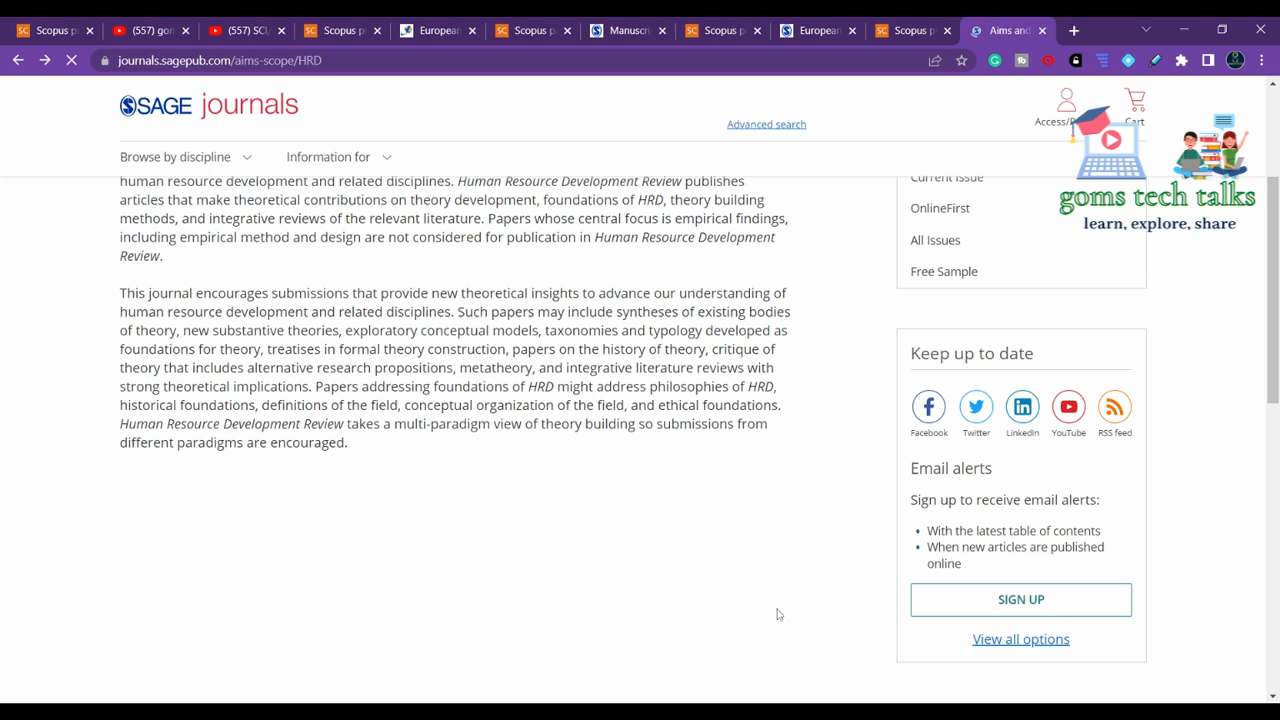 Scopus p
(557) gor
(557) SCI
Scopus p
European
Scopus p
Manuscri
Scopus p
European
Scopus p
Aims and
journals.sagepub.com/aims-scope/HRD
SAGE journals
Advanced search
Access/P
Cart
Browse by discipline
Information for
goms tech talks
learn, explore, share
human resource development and related disciplines. Human Resource Development Review publishes
articles that make theoretical contributions on theory development, foundations of HRD, theory building
methods, and integrative reviews of the relevant literature. Papers whose central focus is empirical findings,
including empirical method and design are not considered for publication in Human Resource Development
Review.
This journal encourages submissions that provide new theoretical insights to advance our understanding of
human resource development and related disciplines. Such papers may include syntheses of existing bodies
of theory, new substantive theories, exploratory conceptual models, taxonomies and typology developed as
foundations for theory, treatises in formal theory construction, papers on the history of theory, critique of
theory that includes alternative research propositions, metatheory, and integrative literature reviews with
strong theoretical implications. Papers addressing foundations of HRD might address philosophies of HRD,
historical foundations, definitions of the field, conceptual organization of the field, and ethical foundations.
Human Resource Development Review takes a multi-paradigm view of theory building so submissions from
different paradigms are encouraged.
Current Issue
OnlineFirst
All Issues
Free Sample
Keep up to date
Facebook
Twitter
LinkedIn
YouTube
RSS feed
Email alerts
Sign up to receive email alerts:
With the latest table of contents
When new articles are published
online
SIGN UP
View all options